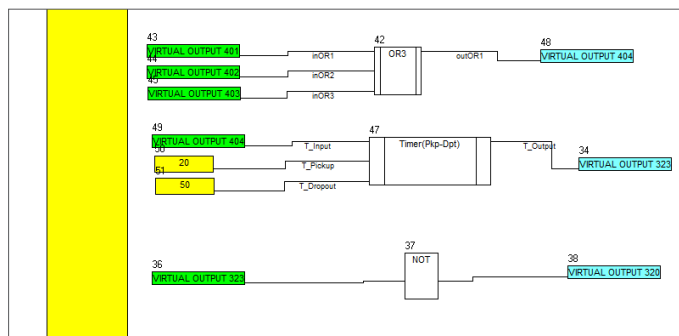 43
VIRTUAL OUTPUT 401
44
VIRTUAL OUTPUT 402
45
VIRTUAL OUTPUT 403
inOR1
inOR2
inOR3
42
OR3
outOR1
48
VIRTUAL OUTPUT 404
49
VIRTUAL OUTPUT 404
50
20
51
50
T_Input
T_Pickup
T_Dropout
47
Timer(Pkp-Dpt)
T_Output
34
VIRTUAL OUTPUT 323
36
VIRTUAL OUTPUT 323
37
NOT
38
VIRTUAL OUTPUT 320